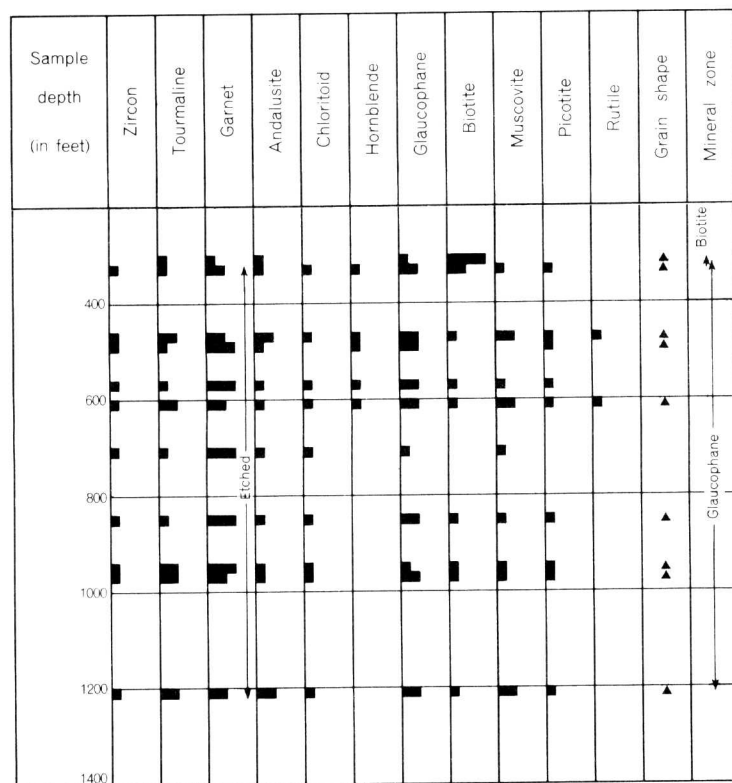 Sample
depth
(in feet)
Zircon
Tourmaline
Garnet
Andalusite
Chloritoid
Hornblende
Glaucophane
Biotite
Muscovite
Picotite
Rutile
Grain shape
Mineral zone
Biotite
400
600
Etched
Glaucophane
800
1000
1200
1400